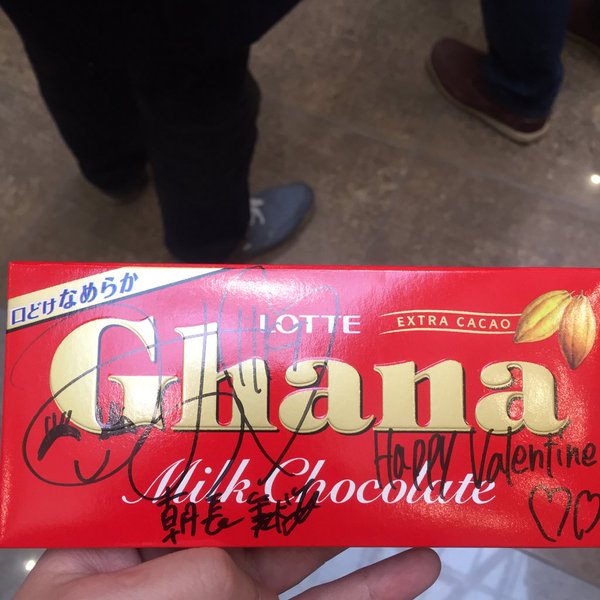 口どけなめらか
LOTTE
EXTRA CACAO
Ghana
Milk Chocolate
Happy Valentine
朝長 美桜